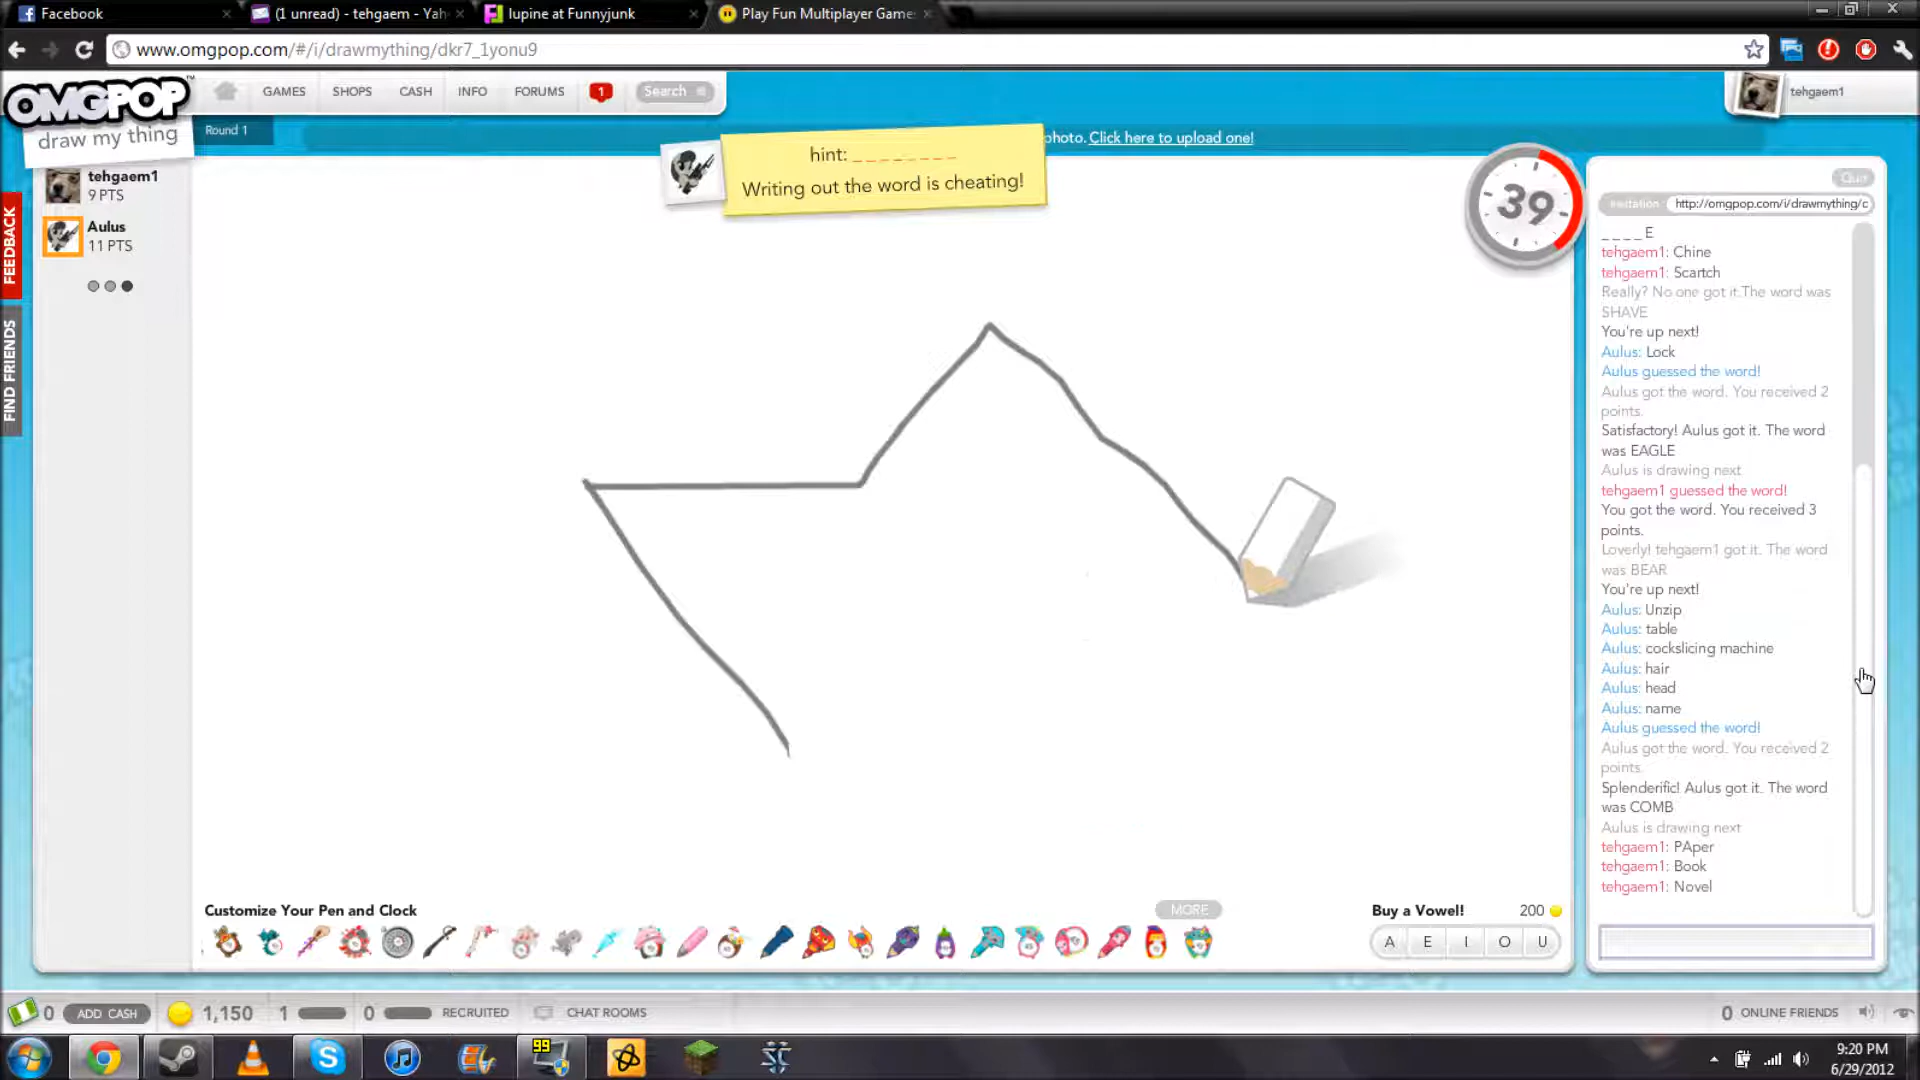 Facebook
(1 unread) - tehgaem - Yah
lupine at Funnyjunk
Play Fun Multiplayer Game
www.omgpop.com/#/i/drawmything/dkr7_1yonu9
OMGPOP
draw my thing
GAMES
SHOPS
CASH
INFO
FORUMS
1
Search
tehgaem1
Round 1
photo. Click here to upload one!
hint: _ _ _ _ _ _ _ _
Writing out the word is cheating!
FEEDBACK
FIND FRIENDS
tehgaem1
9 PTS
Aulus
11 PTS
39
Quit
http://omgpop.com/i/drawmything/c
_ _ _ _ E
tehgaem1: Chine
tehgaem1: Scartch
Really? No one got it.The word was
SHAVE
You're up next!
Aulus: Lock
Aulus guessed the word!
Aulus got the word. You received 2
points.
Satisfactory! Aulus got it. The word
was EAGLE
Aulus is drawing next
tehgaem1 guessed the word!
You got the word. You received 3
points.
Loverly! tehgaem1 got it. The word
was BEAR
You're up next!
Aulus: Unzip
Aulus: table
Aulus: cockslicing machine
Aulus: hair
Aulus: head
Aulus: name
Aulus guessed the word!
Aulus got the word. You received 2
points.
Splenderific! Aulus got it. The word
was COMB
Aulus is drawing next
tehgaem1: PAper
tehgaem1: Book
tehgaem1: Novel
Customize Your Pen and Clock
MORE
Buy a Vowel!
200
A E I O U
0
ADD CASH
1,150
1
0
RECRUITED
CHAT ROOMS
0 ONLINE FRIENDS
99
9:20 PM
6/29/2012